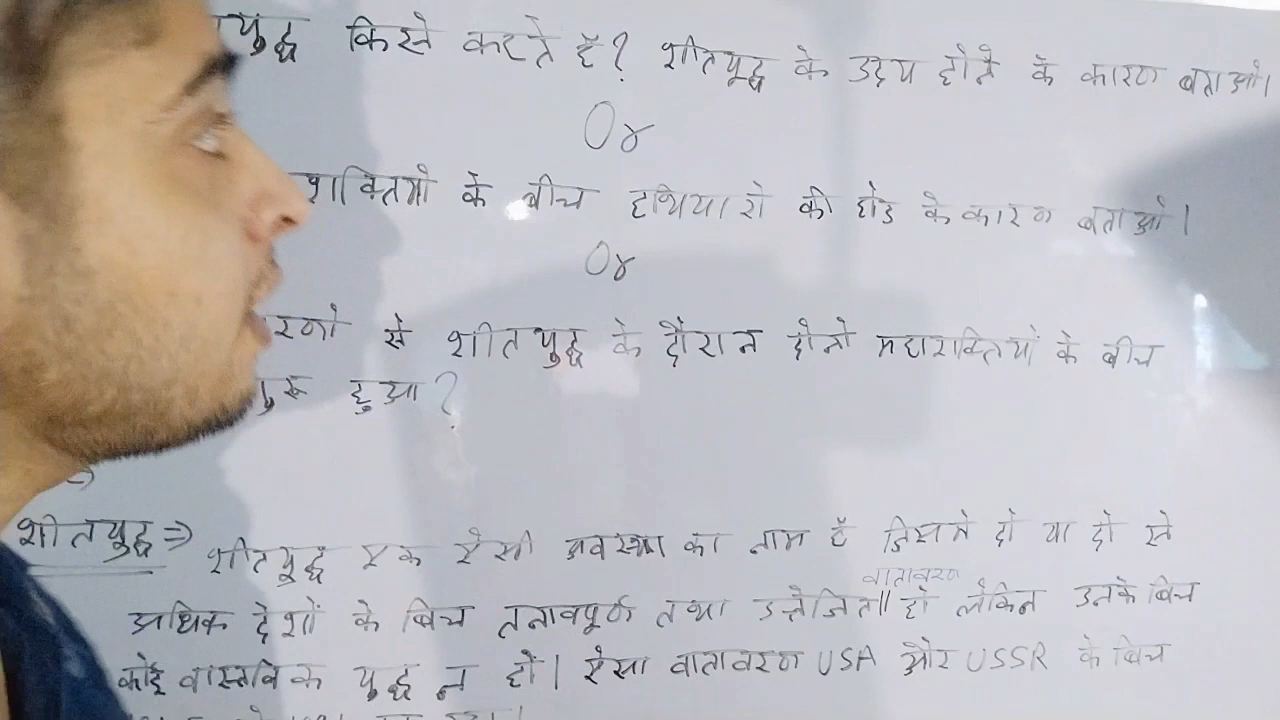 युद्ध किसे कहते हैं? शीतयुद्ध के उदय होने के कारण बताओ।
Or
शक्तियो के बीच हथियारो की होड के कारण बताओ।
Or
रणो से शीतयुद्ध के दौरान दोनो महाशक्तियों के बीच
हुआ?
शीतयुद्ध ⇒ शीतयुद्ध एक ऐसी अवस्था का नाम है जिसमे दो या दो से
वातावरण
अधिक देशों के बिच तनावपूर्ण तथा उत्तेजित॥ हो लेकिन उनके बिच
कोई वास्तविक युद्ध न हो। ऐसा वातावरण USA और USSR के बिच